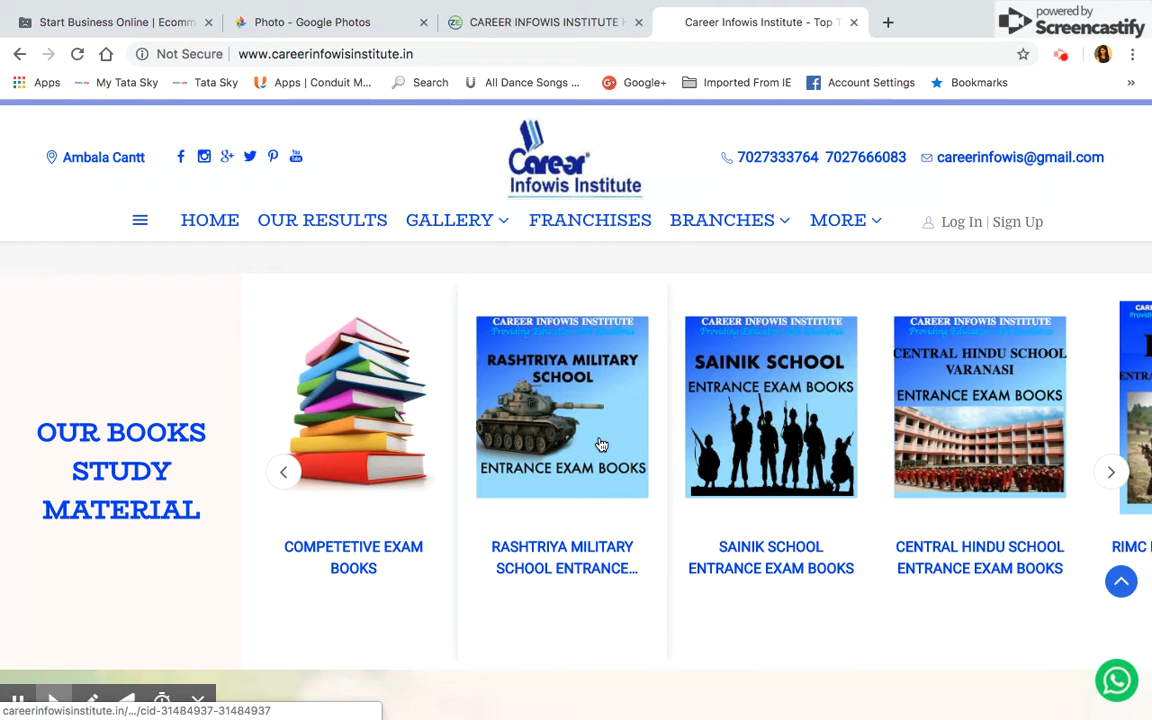 Start Business Online | Ecomm
Photo - Google Photos
CAREER INFOWIS INSTITUTE
Career Infowis Institute - Top
powered by
Screencastify
Not Secure
www.careerinfowisinstitute.in
Apps
My Tata Sky
Tata Sky
Apps | Conduit M...
Search
All Dance Songs ...
Google+
Imported From IE
Account Settings
Bookmarks
»
Ambala Cantt
7027333764 7027666083
careerinfowis@gmail.com
Career
Infowis Institute
HOME
OUR RESULTS
GALLERY
FRANCHISES
BRANCHES
MORE
Log In | Sign Up
OUR BOOKS
STUDY
MATERIAL
COMPETETIVE EXAM
BOOKS
CAREER INFOWIS INSTITUTE
Providing Education
RASHTRIYA MILITARY
SCHOOL
ENTRANCE EXAM BOOKS
RASHTRIYA MILITARY
SCHOOL ENTRANCE...
CAREER INFOWIS INSTITUTE
Providing Education
SAINIK SCHOOL
ENTRANCE EXAM BOOKS
SAINIK SCHOOL
ENTRANCE EXAM BOOKS
CAREER INFOWIS INSTITUTE
Providing Education
CENTRAL HINDU SCHOOL
VARANASI
ENTRANCE EXAM BOOKS
CENTRAL HINDU SCHOOL
ENTRANCE EXAM BOOKS
RIMC
careerinfowisinstitute.in/.../cid-31484937-31484937